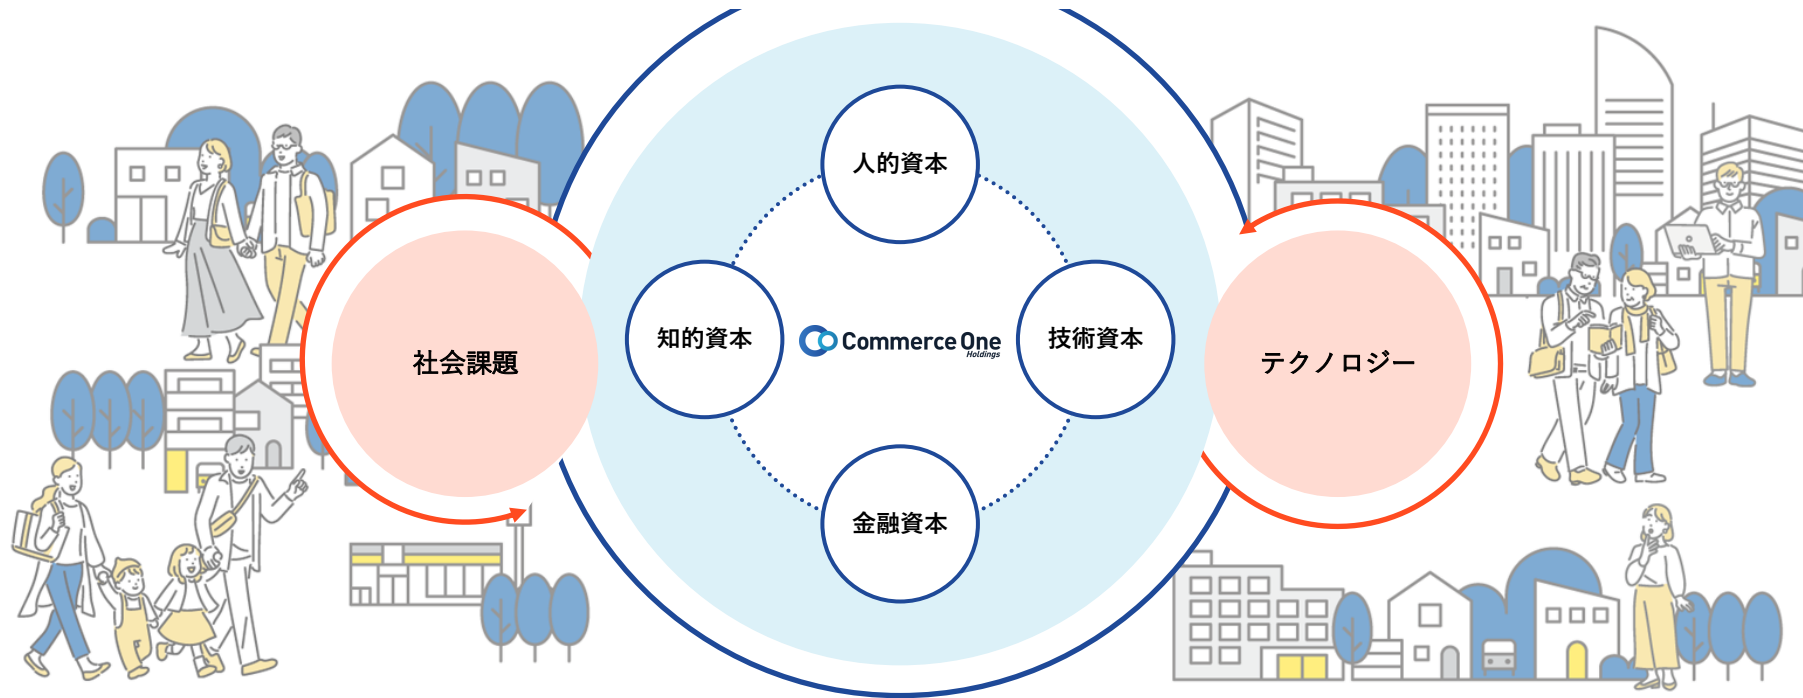 人的資本
知的資本
Commerce One
Holdings
技術資本
社会課題
テクノロジー
金融資本